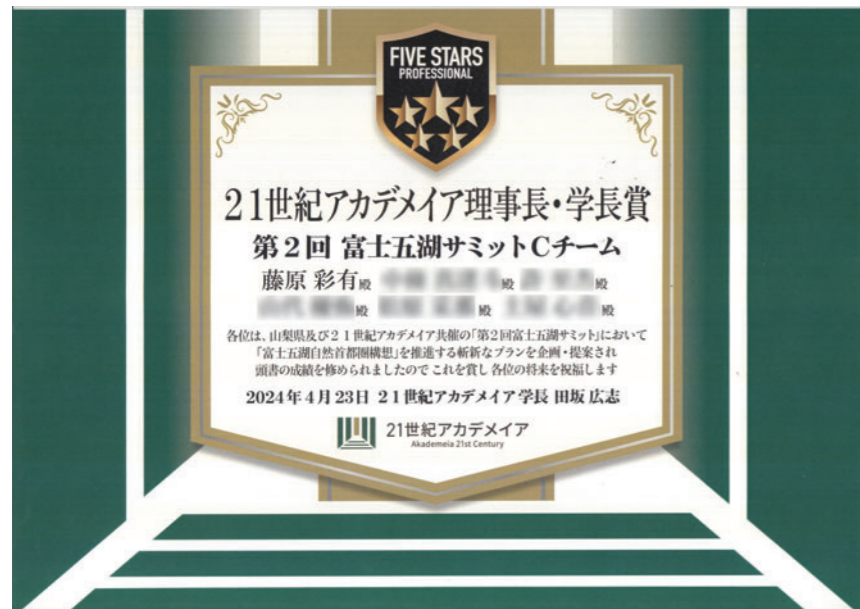 FIVE STARS
PROFESSIONAL
21世紀アカデメイア理事長・学長賞
第2回 富士五湖サミットCチーム
藤原 彩有殿 殿 殿
殿 殿 殿
各位は、山梨県及び21世紀アカデメイア共催の「第2回富士五湖サミット」において
「富士五湖自然首都圏構想」を推進する斬新なプランを企画・提案され
頭書の成績を修められましたので これを賞し 各位の将来を祝福します
2024年4月23日 21世紀アカデメイア 学長 田坂 広志
21世紀アカデメイア
Akademeia 21st Century